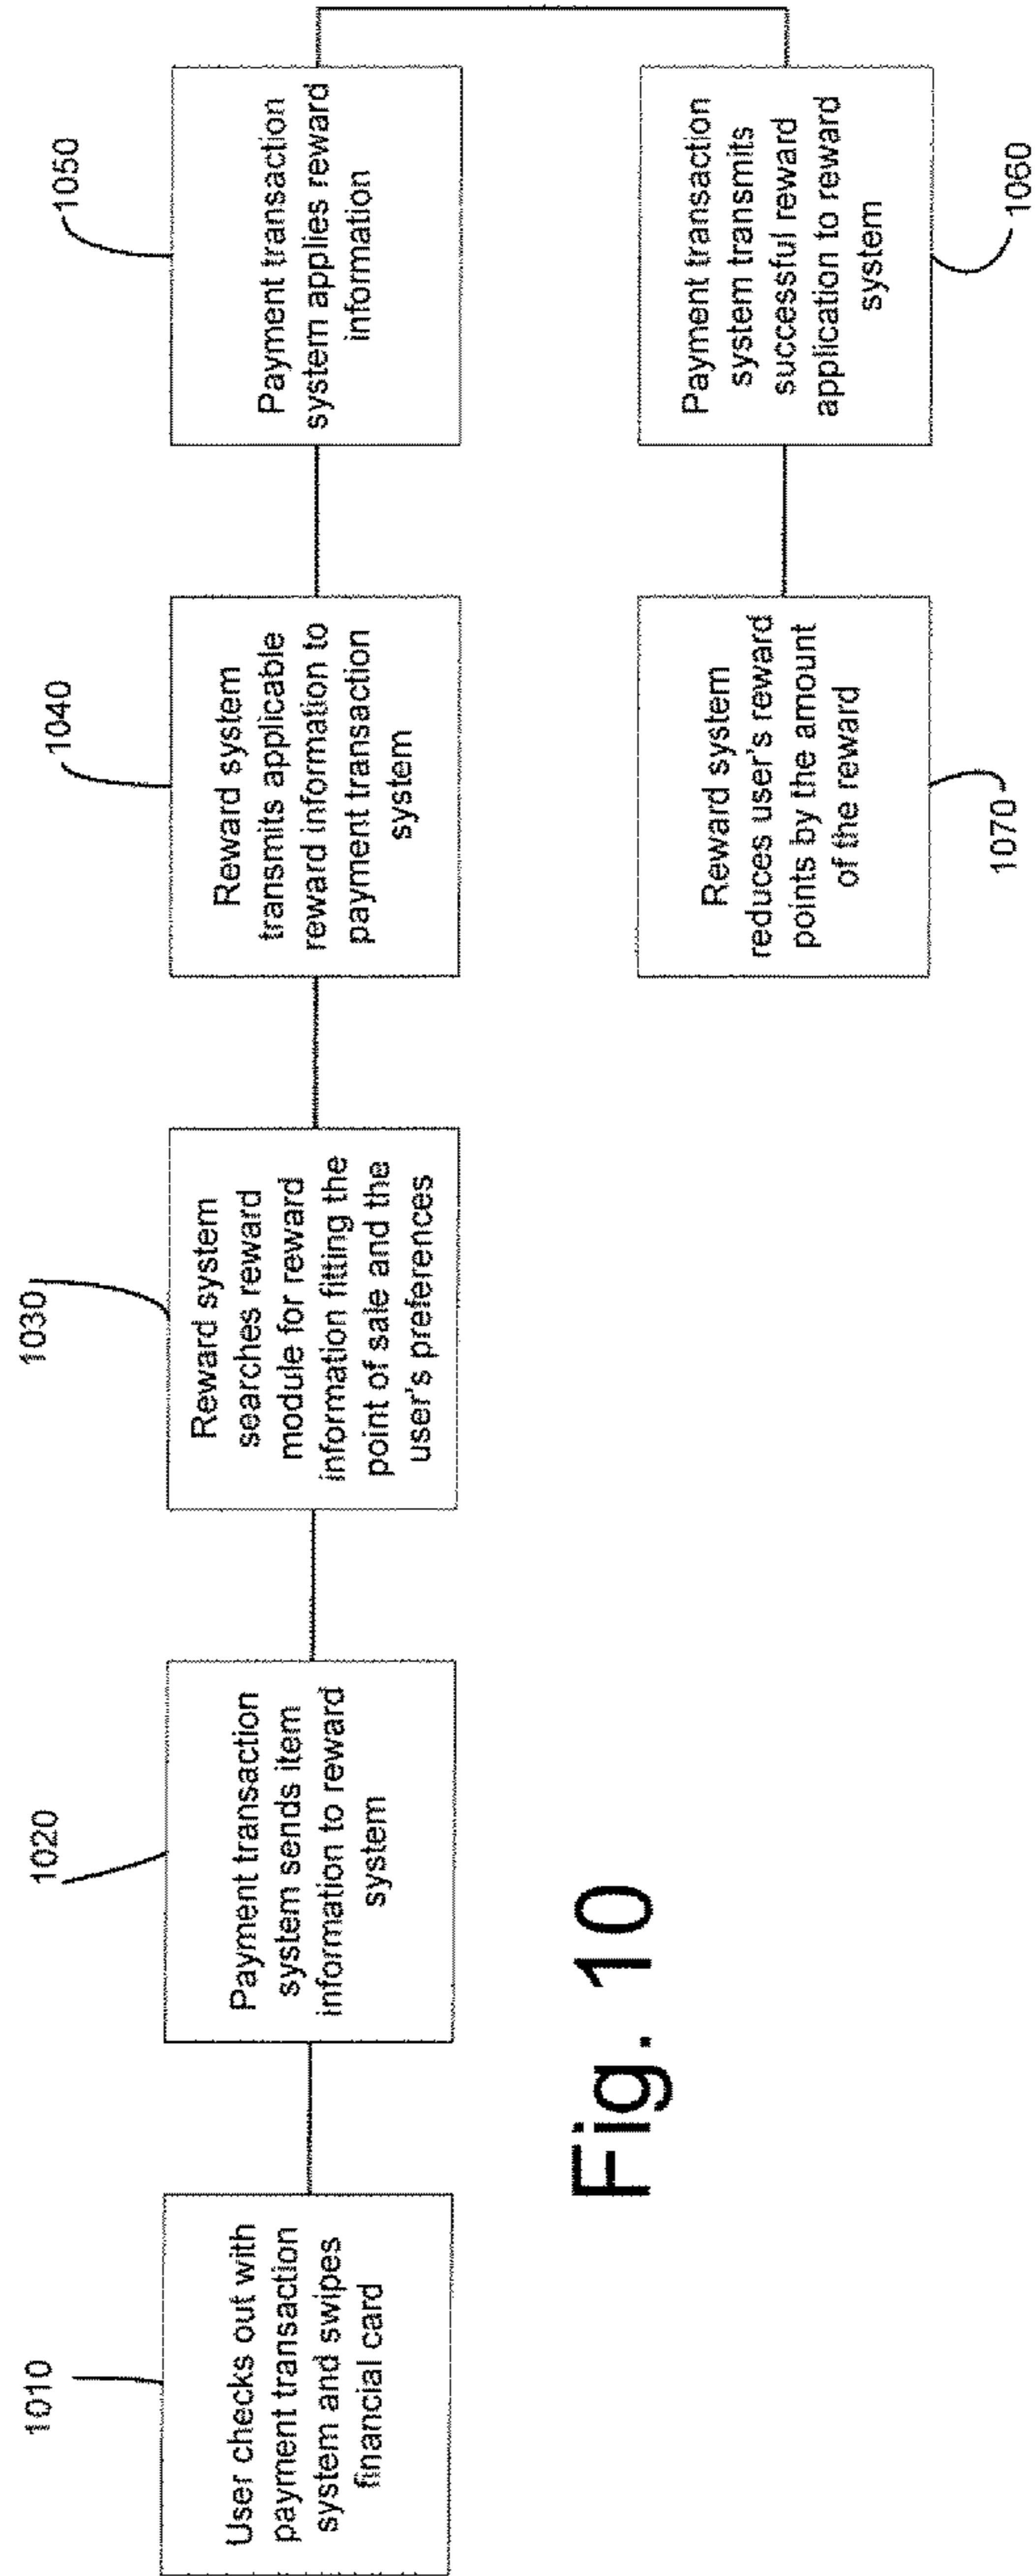 1010
User checks out with
payment transaction
system and swipes
financial card
1020
Payment transaction
system sends item
information to reward
system
1030
Reward system
searches reward
module for reward
information fitting the
point of sale and the
user's preferences
1040
Reward system
transmits applicable
reward information to
payment transaction
system
1050
Payment transaction
system applies reward
information
Payment transaction
system transmits
successful reward
application to reward
system
1060
Reward system
reduces user's reward
points by the amount
of the reward
1070
Fig. 10